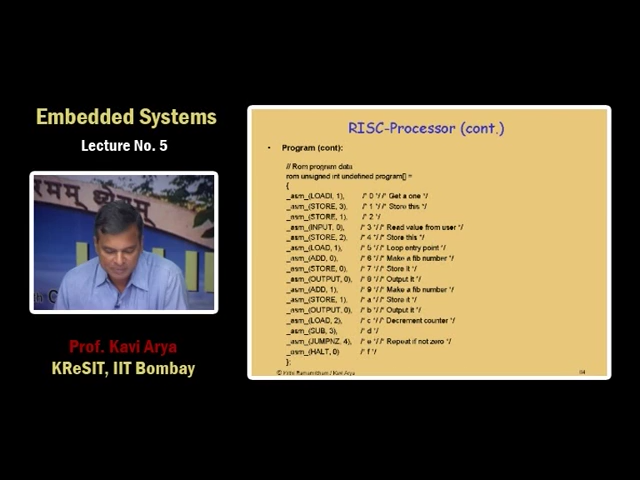 Embedded Systems
Lecture No. 5
Prof. Kavi Arya
KReSIT, IIT Bombay
RISC-Processor (cont.)
• Program (cont):
// Rom program data
rom unsigned int undefined program[] =
{
_asm_(LOADI, 1), /* 0 */ /* Get a one */
_asm_(STORE, 3), /* 1 */ /* Store this */
_asm_(STORE, 1), /* 2 */
_asm_(INPUT, 0), /* 3 */ /* Read value from user */
_asm_(STORE, 2), /* 4 */ /* Store this */
_asm_(LOAD, 1), /* 5 */ /* Loop entry point */
_asm_(ADD, 0), /* 6 */ /* Make a fib number */
_asm_(STORE, 0), /* 7 */ /* Store it */
_asm_(OUTPUT, 0), /* 8 */ /* Output it */
_asm_(ADD, 1), /* 9 */ /* Make a fib number */
_asm_(STORE, 1), /* a */ /* Store it */
_asm_(OUTPUT, 0), /* b */ /* Output it */
_asm_(LOAD, 2), /* c */ /* Decrement counter */
_asm_(SUB, 3), /* d */
_asm_(JUMPNZ, 4), /* e */ /* Repeat if not zero */
_asm_(HALT, 0) /* f */
};
© Krithi Ramamritham / Kavi Arya